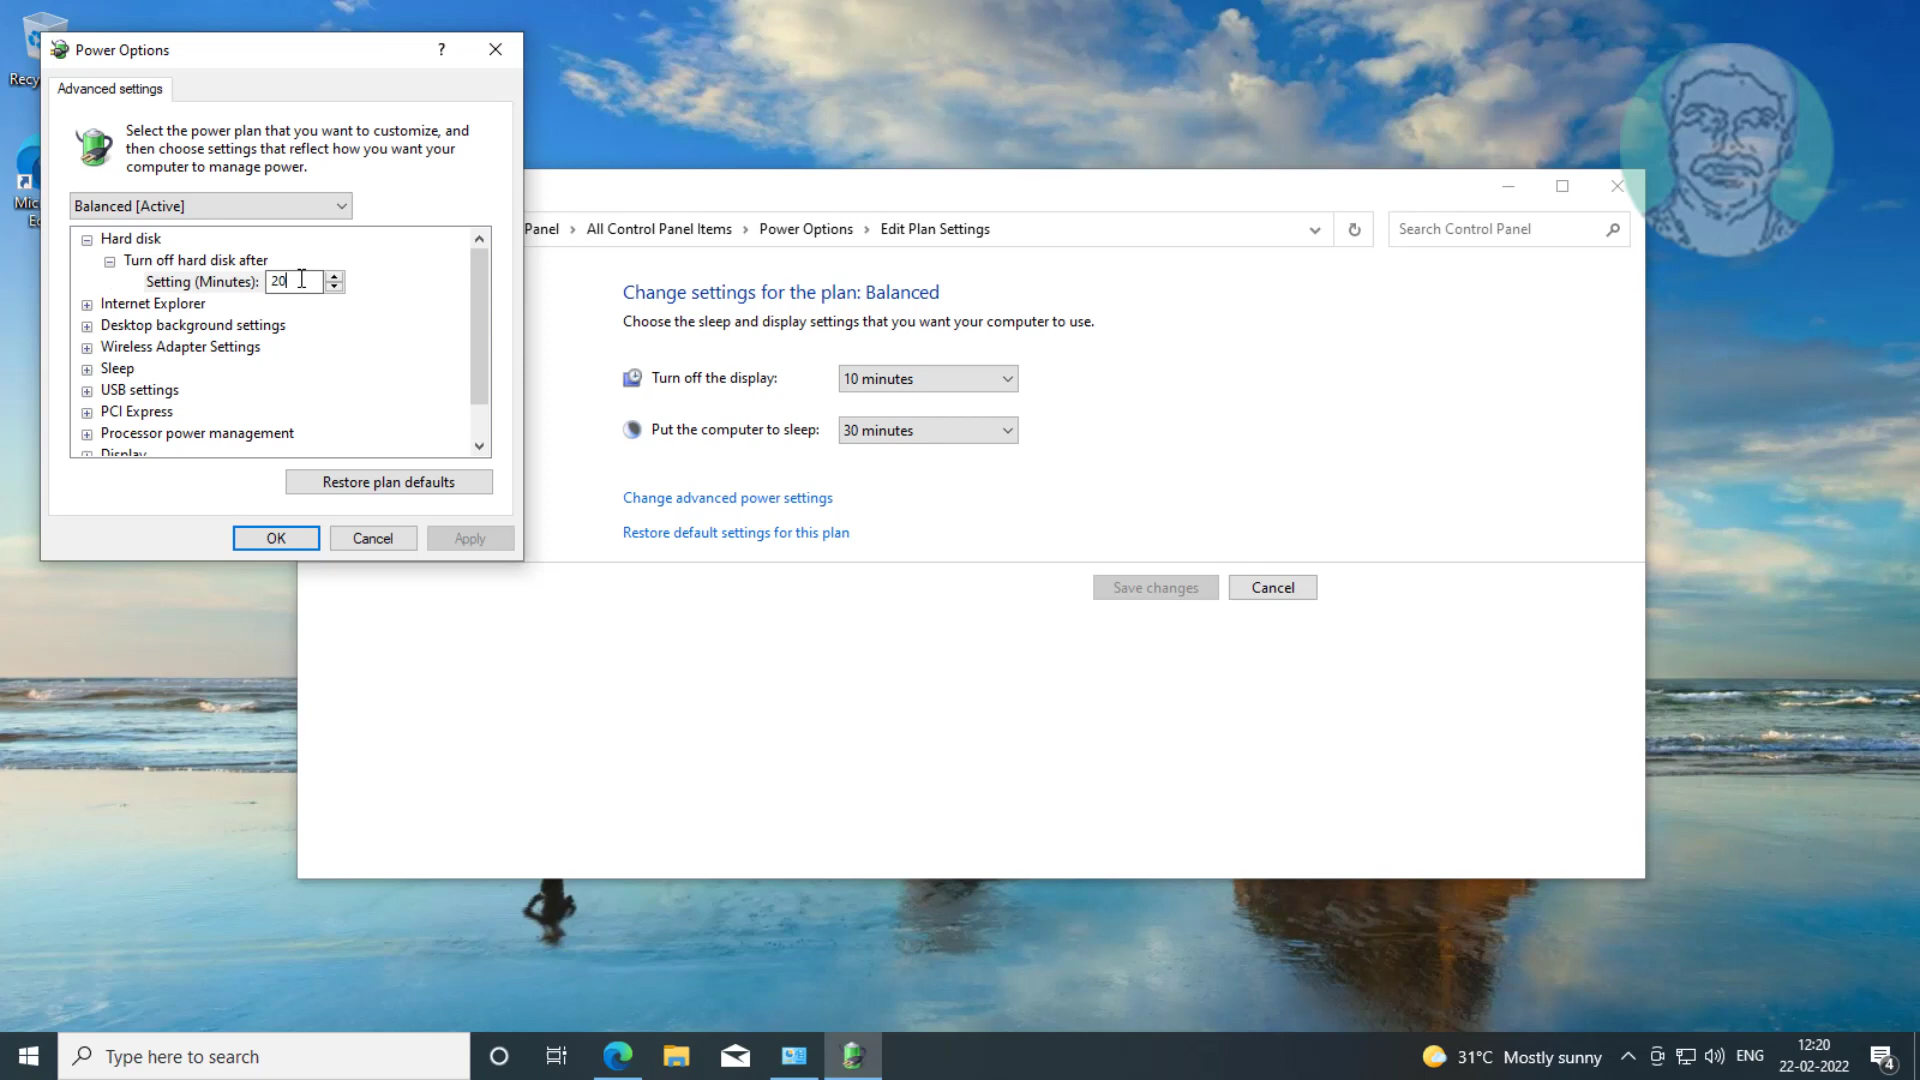 Recy
Mic
Ec
Power Options
?
Advanced settings
Select the power plan that you want to customize, and
then choose settings that reflect how you want your
computer to manage power.
Balanced [Active]
Hard disk
Turn off hard disk after
Setting (Minutes): 20
Internet Explorer
Desktop background settings
Wireless Adapter Settings
Sleep
USB settings
PCI Express
Processor power management
Display
Restore plan defaults
OK Cancel Apply
Panel › All Control Panel Items › Power Options › Edit Plan Settings
Search Control Panel
Change settings for the plan: Balanced
Choose the sleep and display settings that you want your computer to use.
Turn off the display: 10 minutes
Put the computer to sleep: 30 minutes
Change advanced power settings
Restore default settings for this plan
Save changes Cancel
Type here to search
31°C Mostly sunny
ENG
12:20
22-02-2022
4